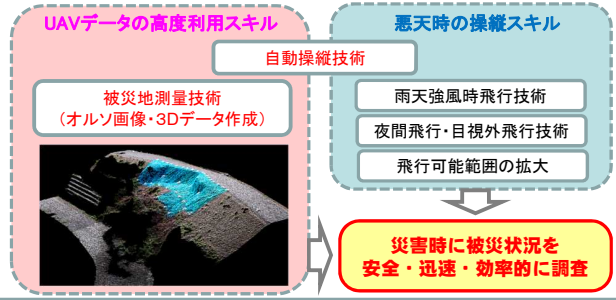 UAVデータの高度利用スキル
悪天時の操縦スキル
自動操縦技術
被災地測量技術
（オルソ画像・3Dデータ作成）
雨天強風時飛行技術
夜間飛行・目視外飛行技術
飛行可能範囲の拡大
災害時に被災状況を
安全・迅速・効率的に調査